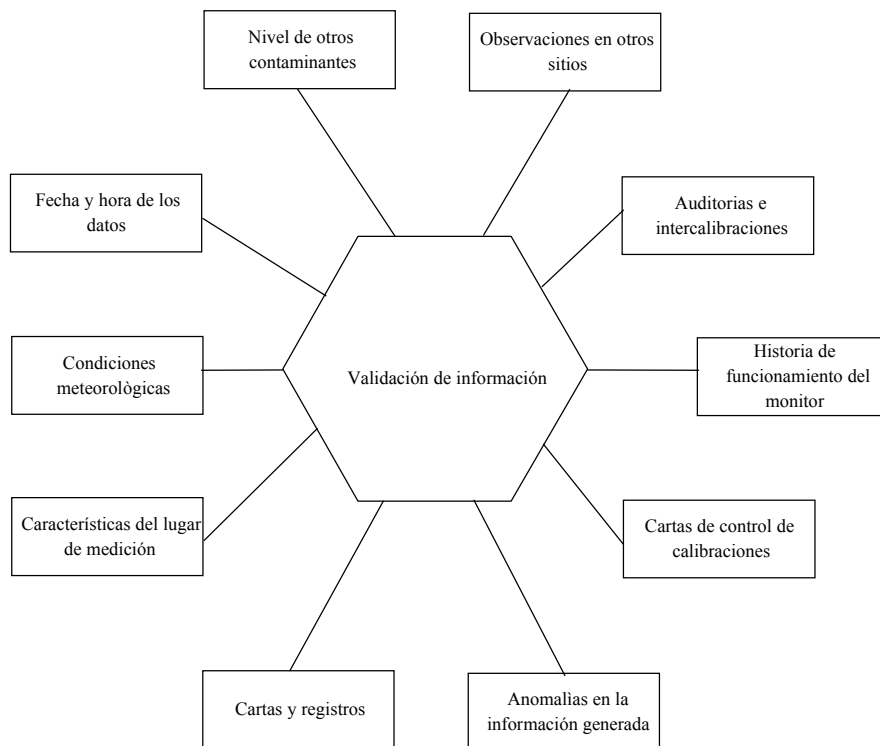 Nivel de otros
contaminantes
Observaciones en otros
sitios
Fecha y hora de los
datos
Auditorias e
intercalibraciones
Condiciones
meteorològicas
Validación de información
Historia de
funcionamiento del
monitor
Características del lugar
de medición
Cartas de control de
calibraciones
Cartas y registros
Anomalìas en la
información generada